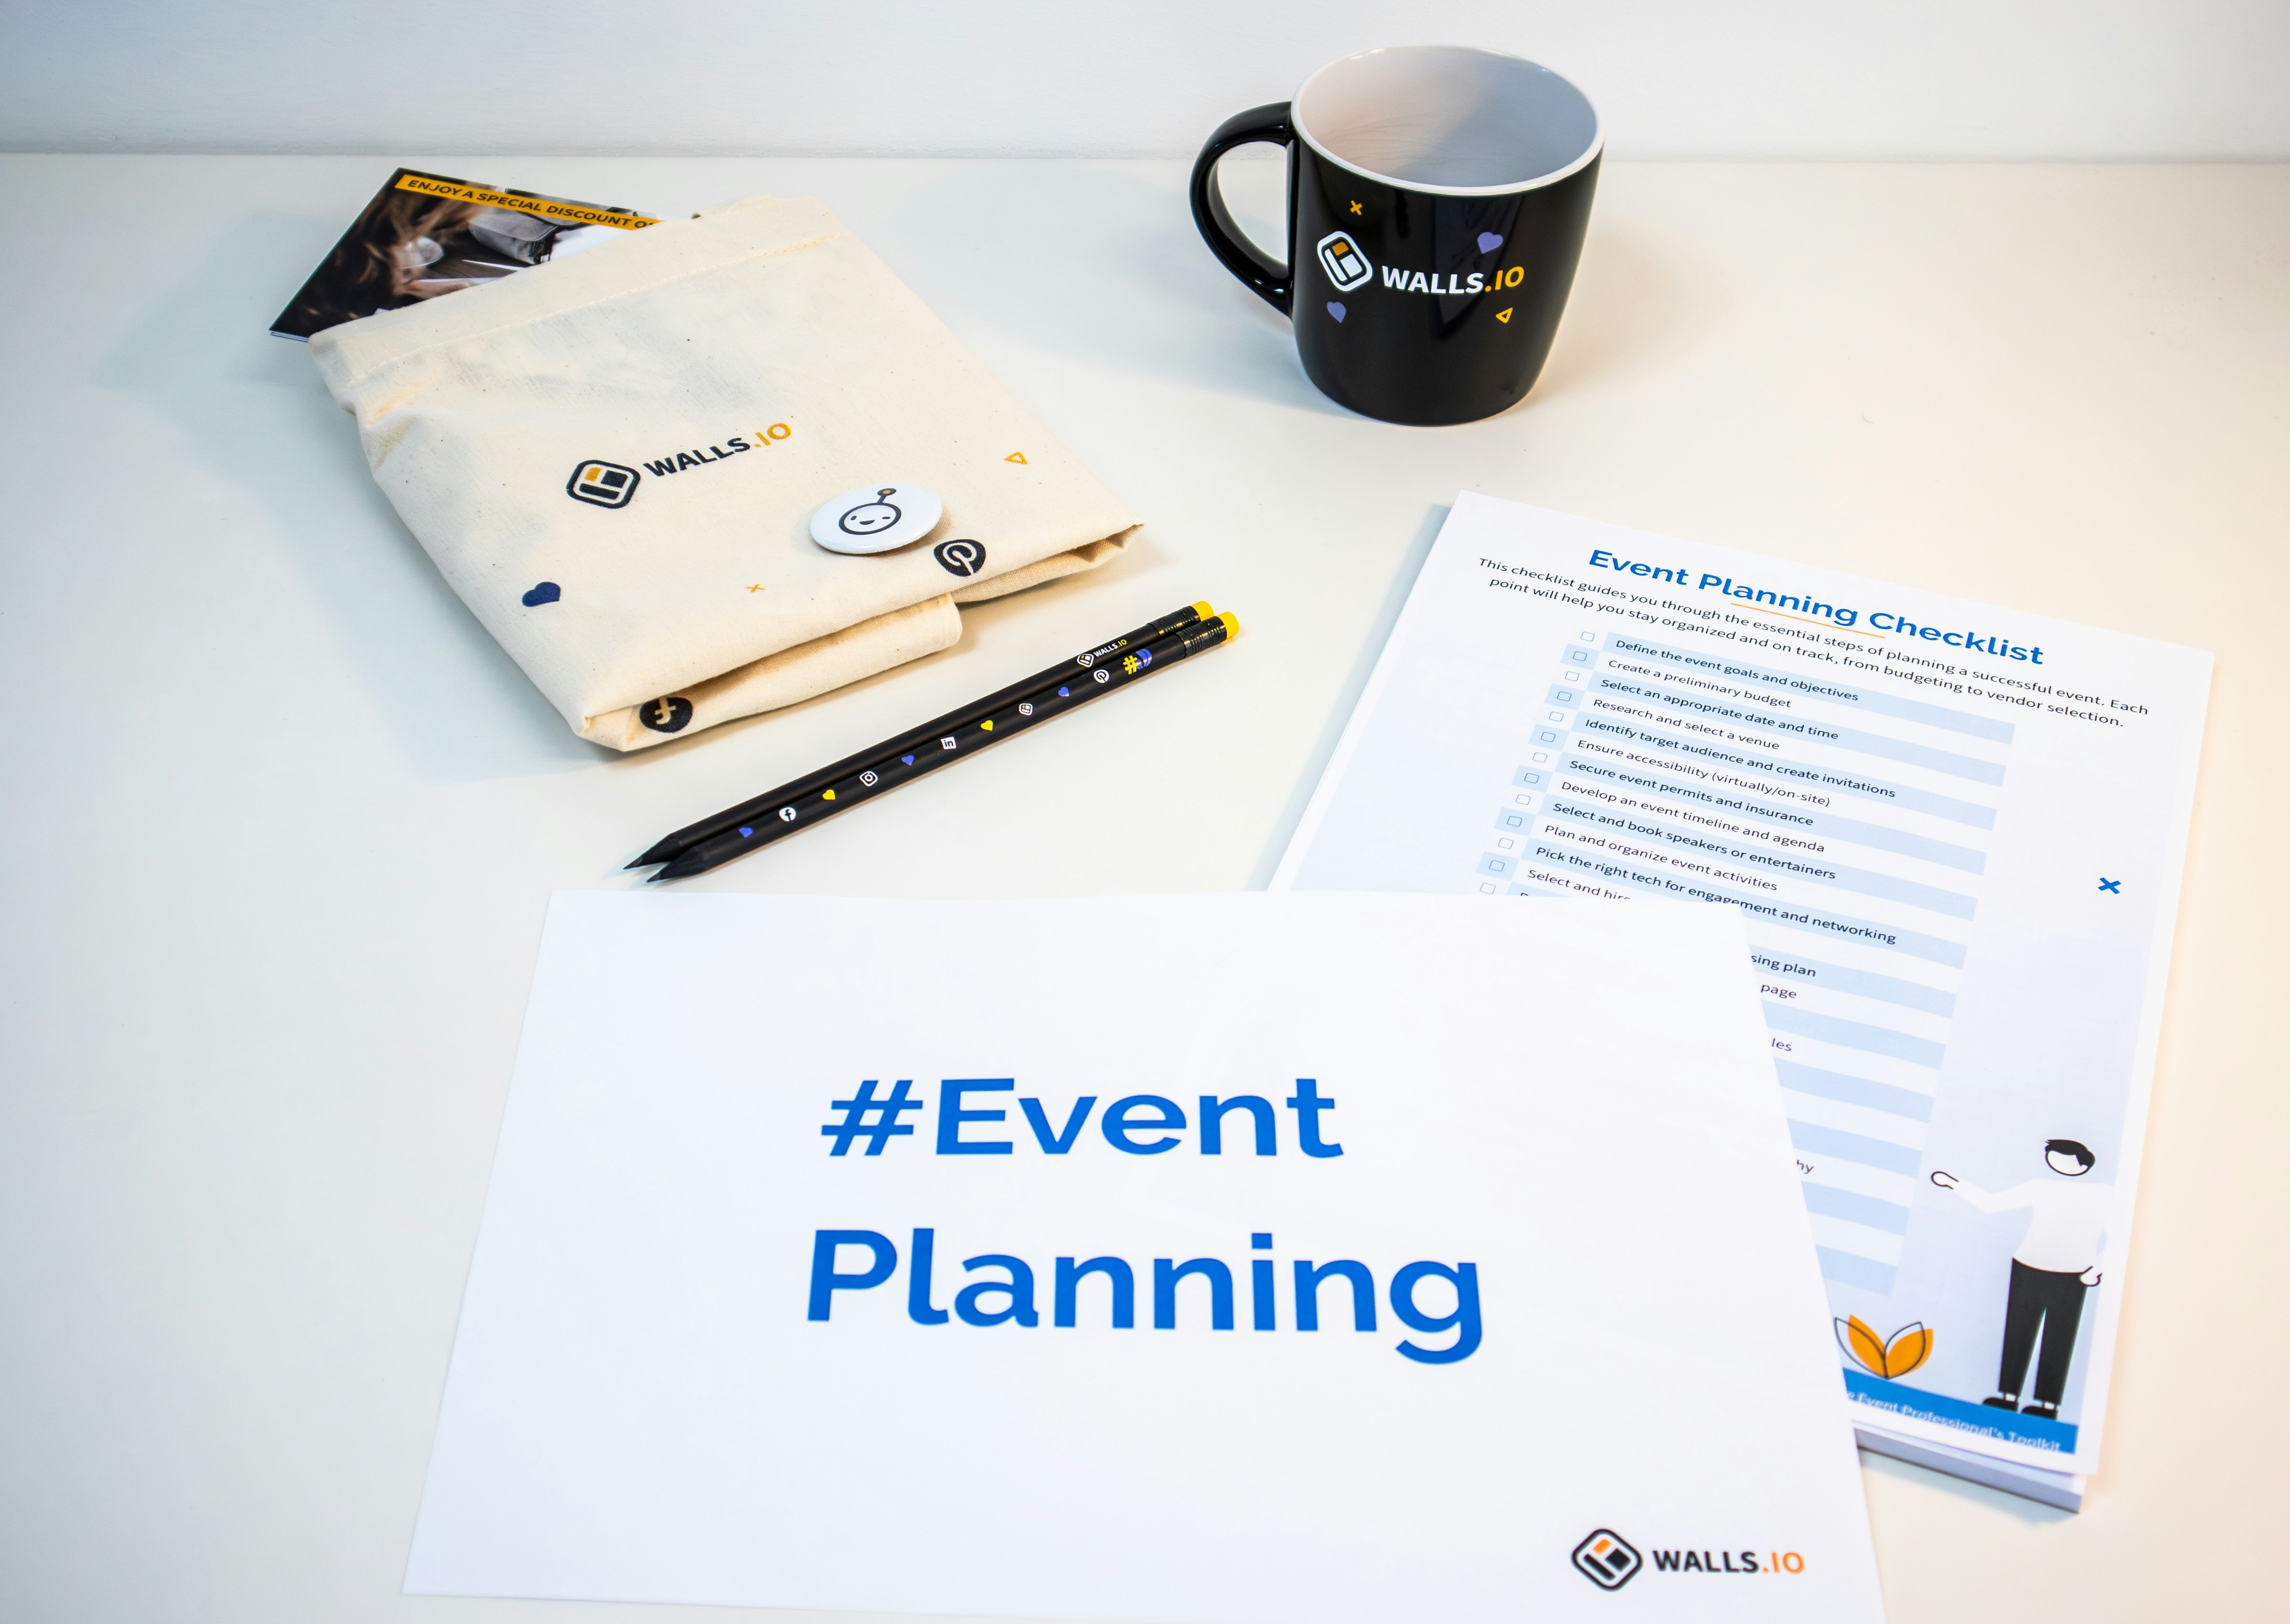 ENJOY A SPECIAL DISCOUNT
WALLS.IO
WALLS.IO
WALLS.IO
in
Event Planning Checklist
This checklist guides you through the essential steps of planning a successful event. Each
point will help you stay organized and on track, from budgeting to vendor selection.
Define the event goals and objectives
Create a preliminary budget
Select an appropriate date and time
Research and select a venue
Identify target audience and create invitations
Ensure accessibility (virtually/on-site)
Secure event permits and insurance
Develop an event timeline and agenda
Select and book speakers or entertainers
Plan and organize event activities
Pick the right tech for engagement and networking
Select and
plan
page
Event Professional's Toolkit
#Event
Planning
WALLS.IO